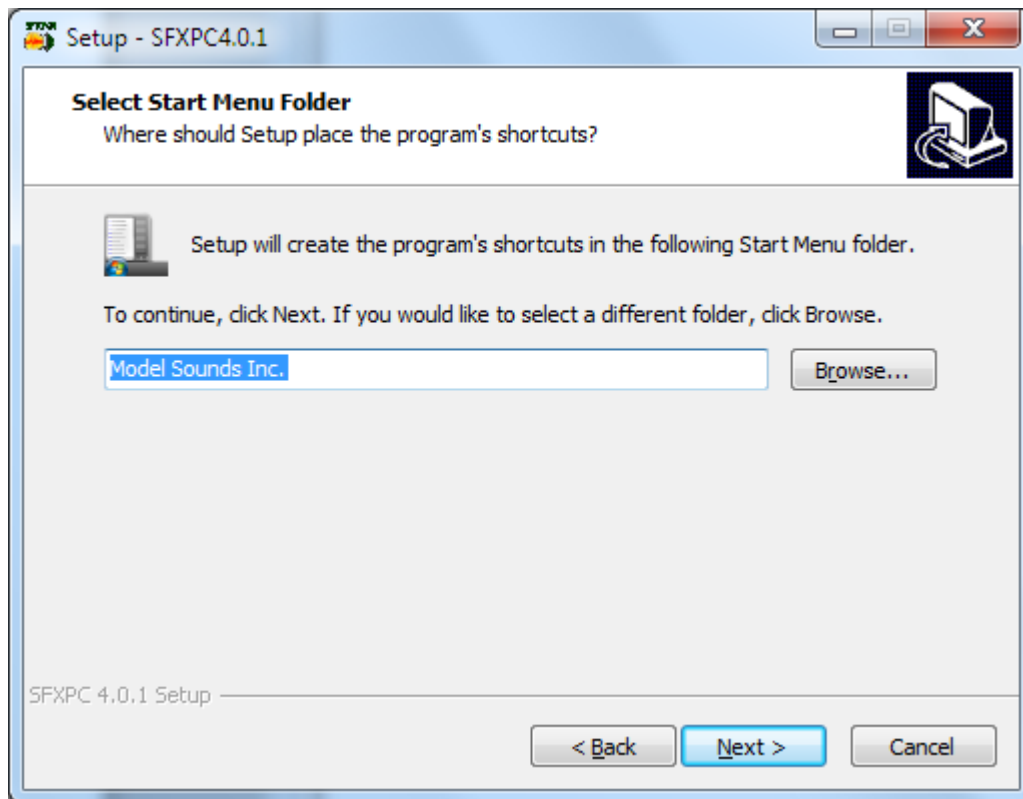 Setup - SFXPC4.0.1
Select Start Menu Folder
Where should Setup place the program's shortcuts?
Setup will create the program's shortcuts in the following Start Menu folder.
To continue, click Next. If you would like to select a different folder, click Browse.
Model Sounds Inc.
Browse...
SFXPC 4.0.1 Setup
< Back
Next >
Cancel